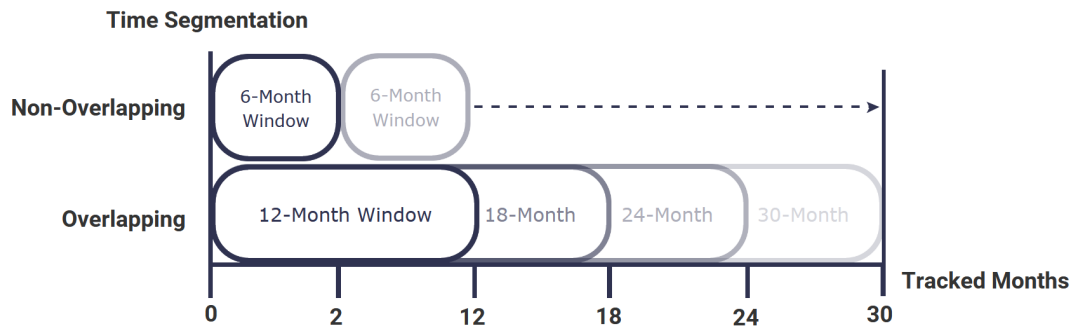 Time Segmentation
Non-Overlapping
6-Month
Window
6-Month
Window
Overlapping
12-Month Window
18-Month
24-Month
30-Month
Tracked Months
0
2
12
18
24
30